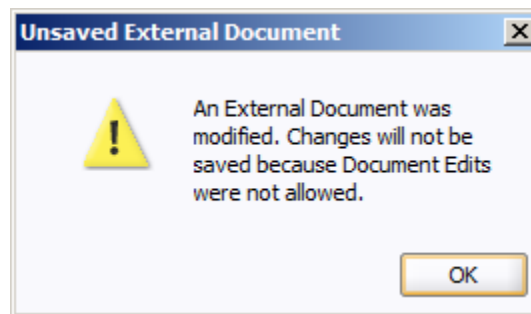 Unsaved External Document
An External Document was
modified. Changes will not be
saved because Document Edits
were not allowed.
OK